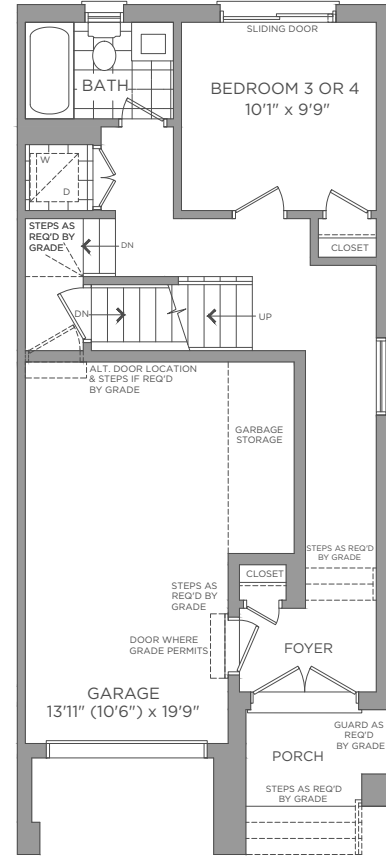 SLIDING DOOR
BATH
BEDROOM 3 OR 4
10'1" x 9'9"
W
D
STEPS AS
REQ'D BY
GRADE
DN
CLOSET
DN
UP
ALT. DOOR LOCATION
& STEPS IF REQ'D
BY GRADE
GARBAGE
STORAGE
STEPS AS REQ'D
BY GRADE
CLOSET
STEPS AS
REQ'D BY
GRADE
DOOR WHERE
GRADE PERMITS
FOYER
GARAGE
13'11" (10'6") x 19'9"
GUARD AS
REQ'D
BY GRADE
PORCH
STEPS AS REQ'D
BY GRADE